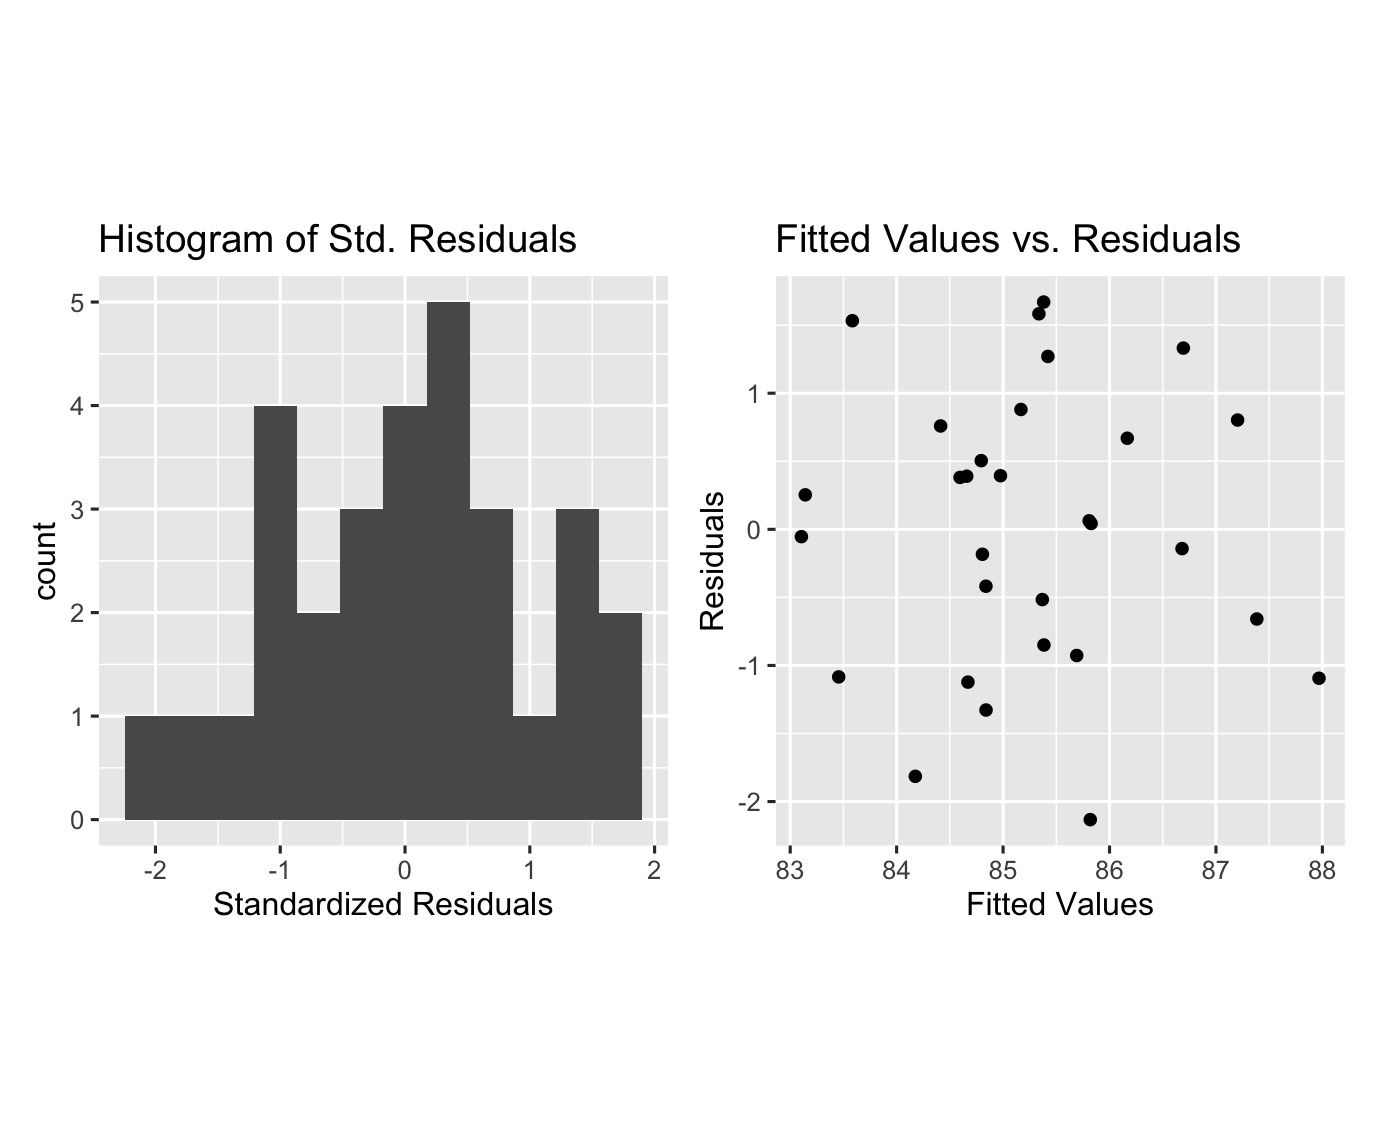 Histogram of Std. Residuals
5
4
3
2
1
0
count
-2 -1 0 1 2
Standardized Residuals
Fitted Values vs. Residuals
1
0
-1
-2
Residuals
83 84 85 86 87 88
Fitted Values